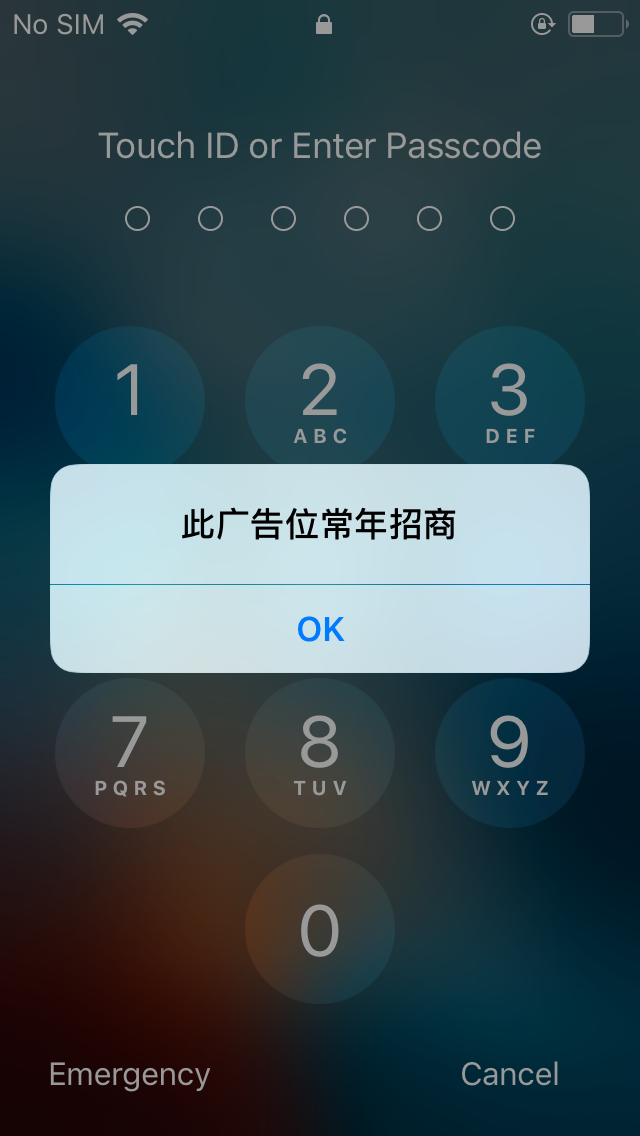 No SIM
Touch ID or Enter Passcode
1
2
ABC
3
DEF
此广告位常年招商
OK
7
PQRS
8
TUV
9
WXYZ
0
Emergency
Cancel